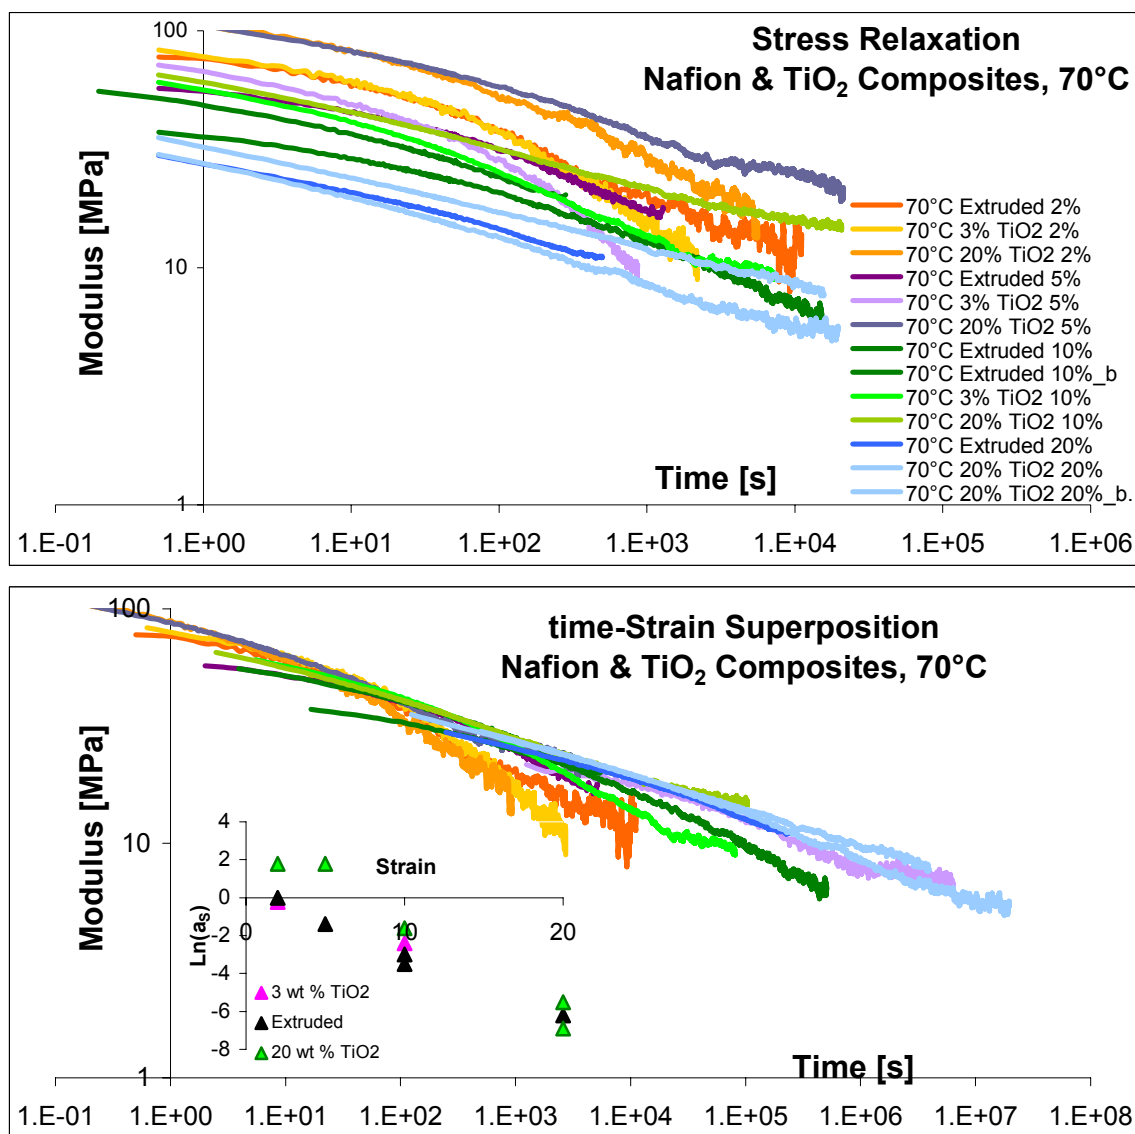 Stress Relaxation
Nafion & TiO2 Composites, 70°C
100
10
1
Modulus [MPa]
70°C Extruded 2%
70°C 3% TiO2 2%
70°C 20% TiO2 2%
70°C Extruded 5%
70°C 3% TiO2 5%
70°C 20% TiO2 5%
70°C Extruded 10%
70°C Extruded 10%_b
70°C 3% TiO2 10%
70°C 20% TiO2 10%
70°C Extruded 20%
70°C 20% TiO2 20%
70°C 20% TiO2 20%_b.
Time [s]
1.E-01 1.E+00 1.E+01 1.E+02 1.E+03 1.E+04 1.E+05 1.E+06
time-Strain Superposition
Nafion & TiO2 Composites, 70°C
100
10
1
Modulus [MPa]
4
2
0
-2
-4
-6
-8
Ln(aS)
Strain
0 10 20
3 wt % TiO2
Extruded
20 wt % TiO2
Time [s]
1.E-01 1.E+00 1.E+01 1.E+02 1.E+03 1.E+04 1.E+05 1.E+06 1.E+07 1.E+08